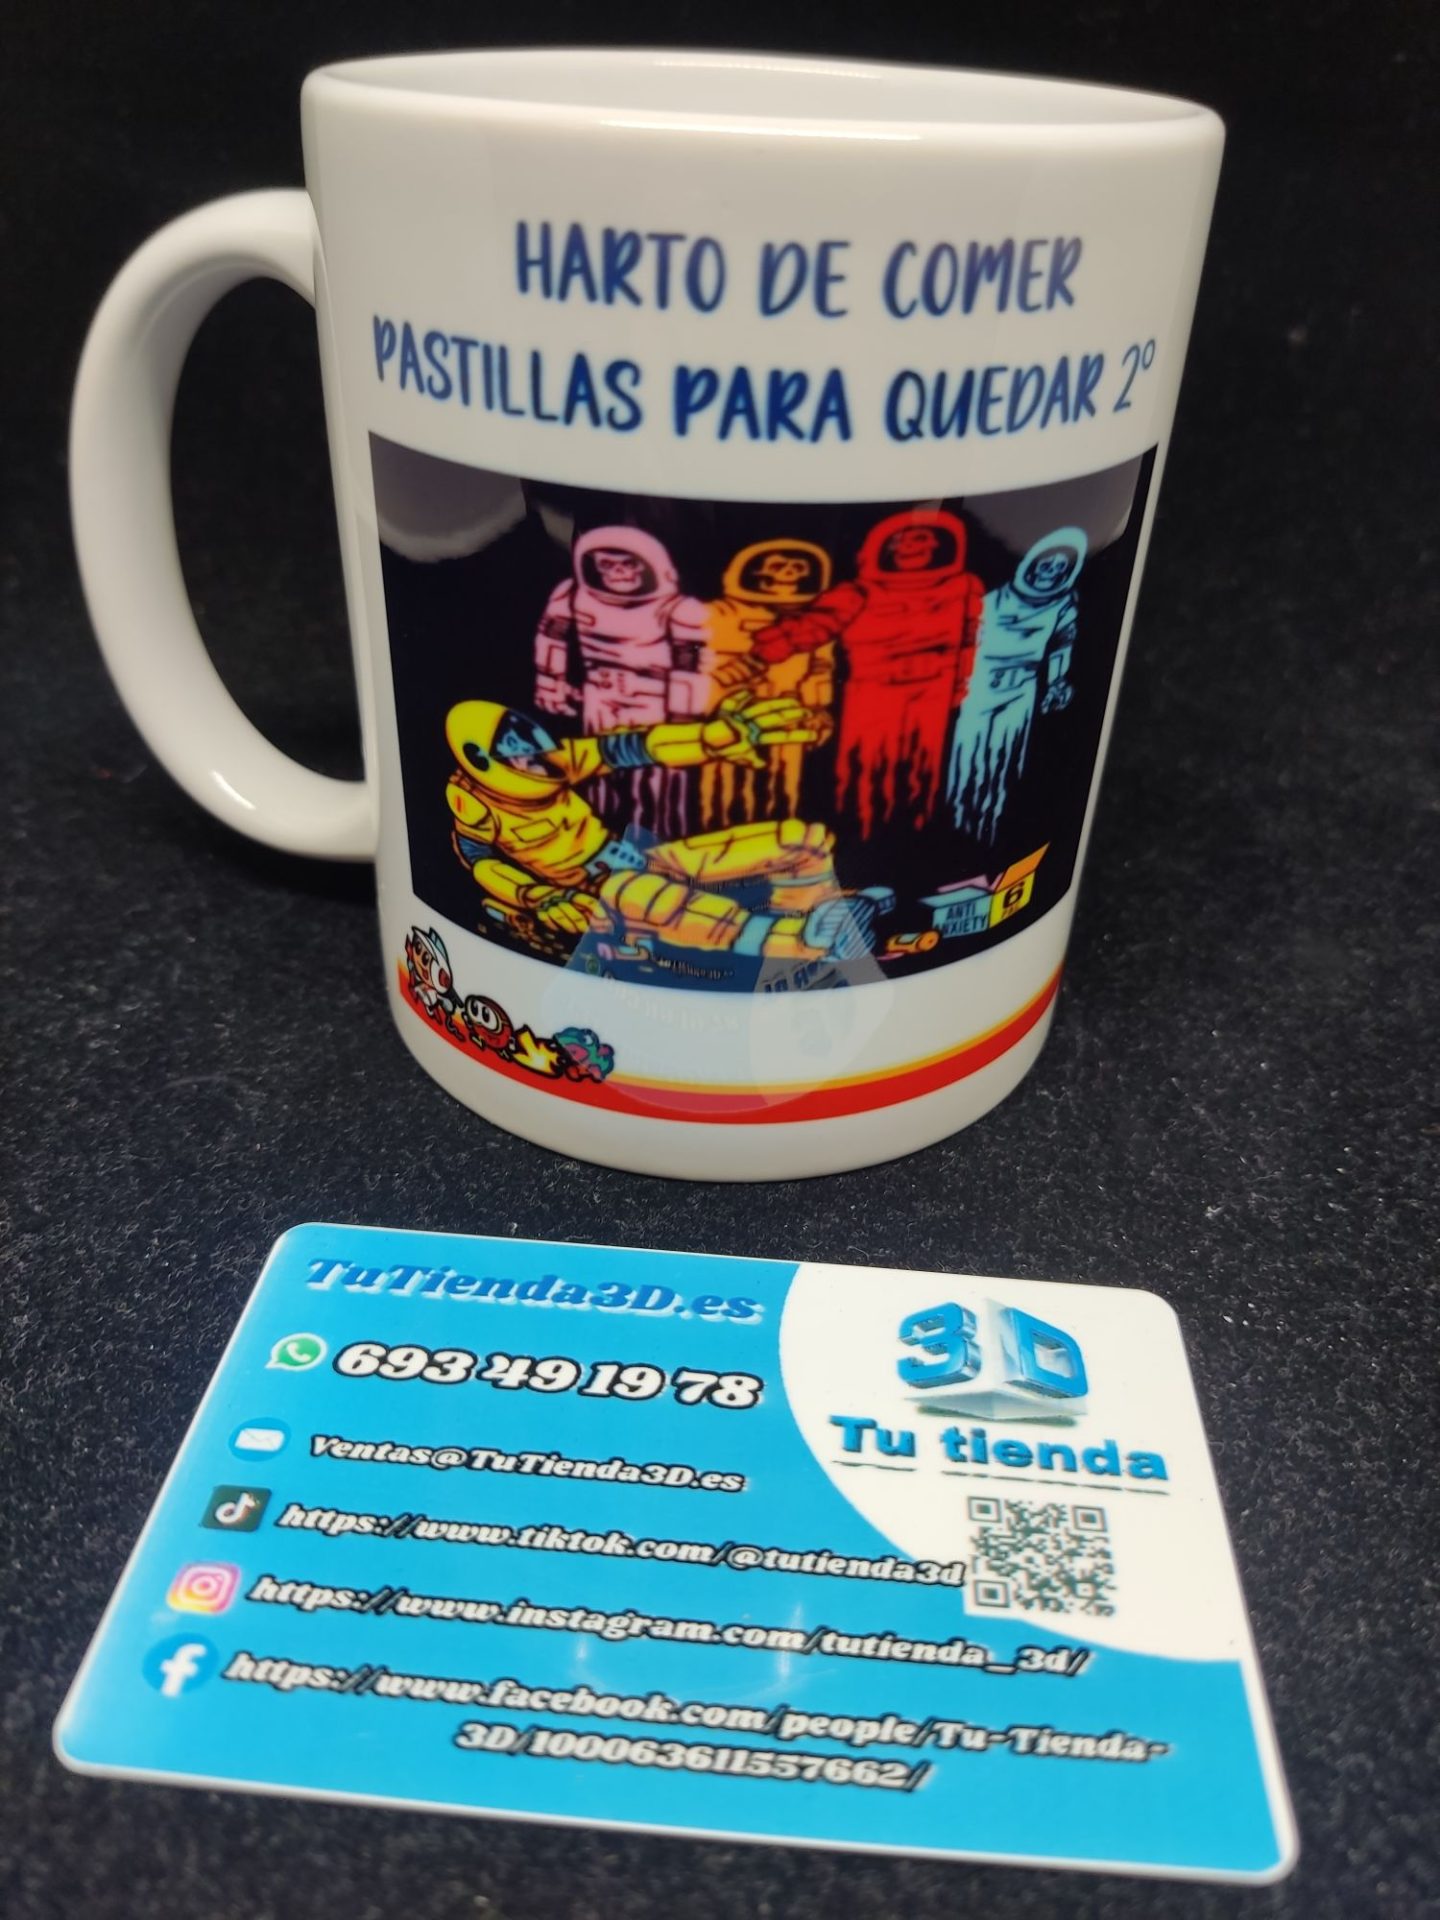 HARTO DE COMER
PASTILLAS PARA QUEDAR 2º
ANTI
ANXIETY
6
TuTienda3D.es
693 49 19 78
Ventas@TuTienda3D.es
https://www.tiktok.com/@tutienda3d
https://www.instagram.com/tutienda_3d/
https://www.facebook.com/people/Tu-Tienda-
3D/100063611557662/
3D
Tu tienda